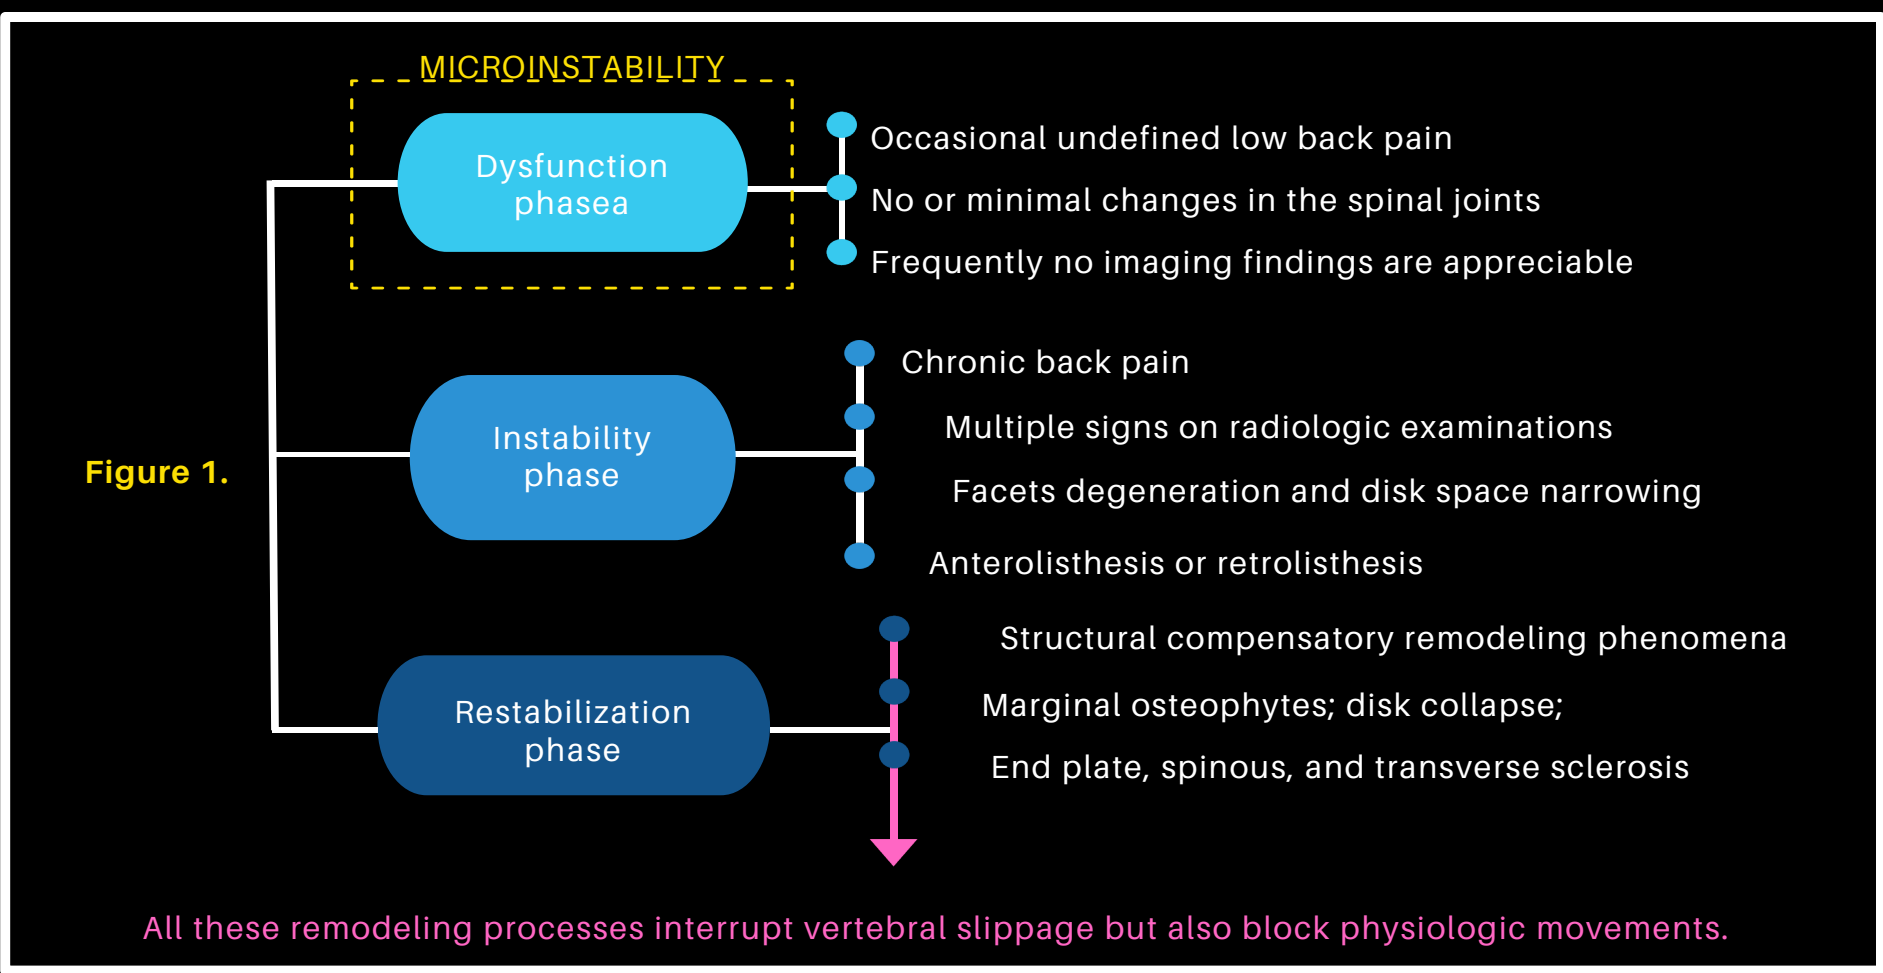 MICROINSTABILITY
Dysfunction
phasea
Occasional undefined low back pain
No or minimal changes in the spinal joints
Frequently no imaging findings are appreciable
Figure 1.
Instability
phase
Chronic back pain
Multiple signs on radiologic examinations
Facets degeneration and disk space narrowing
Anterolisthesis or retrolisthesis
Restabilization
phase
Structural compensatory remodeling phenomena
Marginal osteophytes; disk collapse;
End plate, spinous, and transverse sclerosis
All these remodeling processes interrupt vertebral slippage but also block physiologic movements.